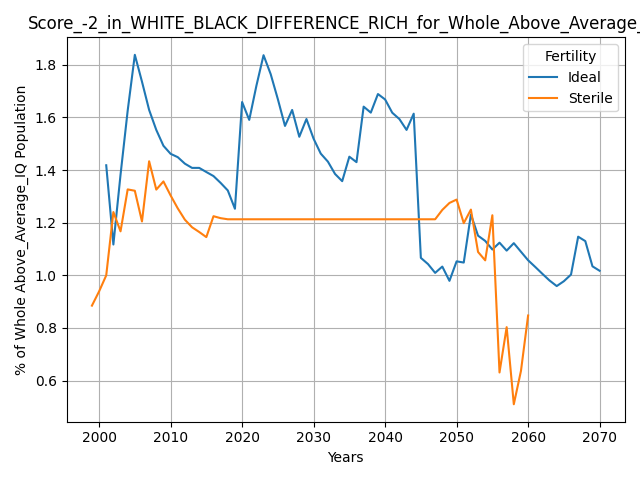 Score_-2_in_WHITE_BLACK_DIFFERENCE_RICH_for_Whole_Above_Average_
Fertility
Ideal
Sterile
% of Whole Above_Average_IQ Population
1.8
1.6
1.4
1.2
1.0
0.8
0.6
2000 2010 2020 2030 2040 2050 2060 2070
Years